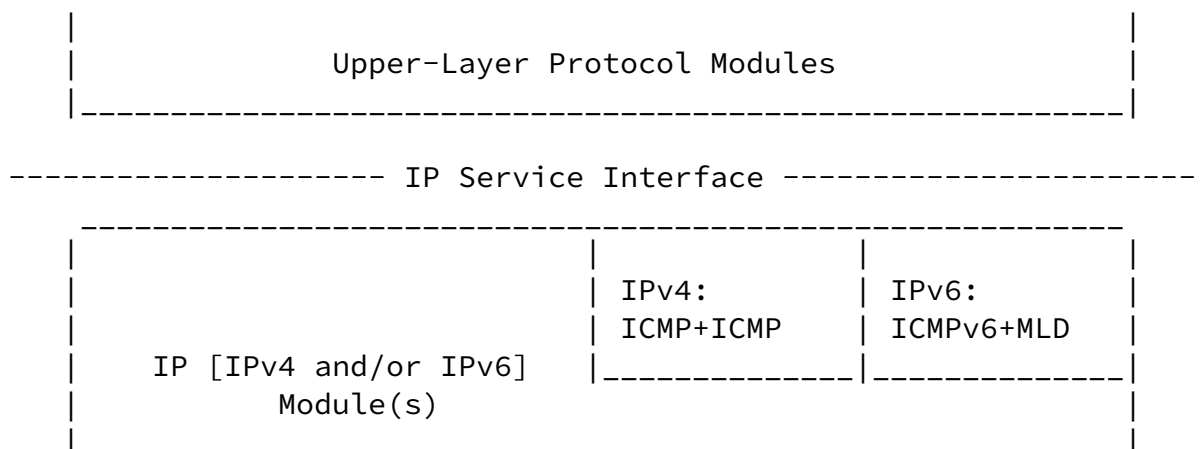 Upper-Layer Protocol Modules
IP Service Interface
IPv4:
ICMP+ICMP
IPv6:
ICMPv6+MLD
IP [IPv4 and/or IPv6]
Module(s)